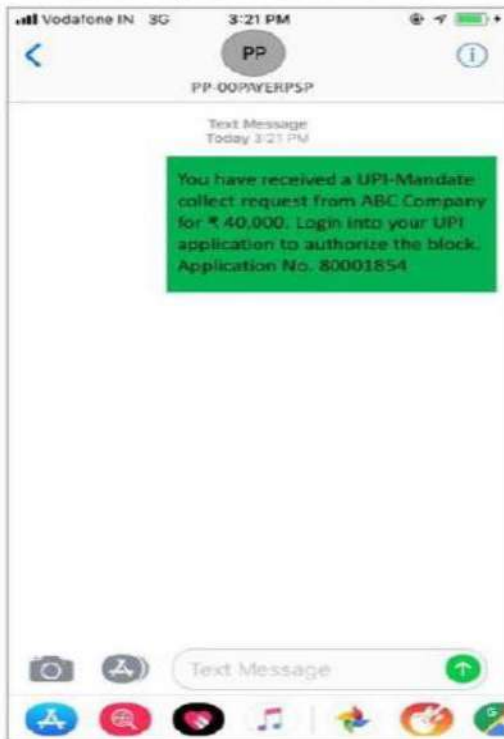 Vodafone IN 3G 3:21 PM
PP
PP-OOPAYERPSP
Text Message
Today 3:21 PM
You have received a UPI-Mandate
collect request from ABC Company
for ₹ 40,000. Login into your UPI
application to authorize the block.
Application No. 80001854
Text Message